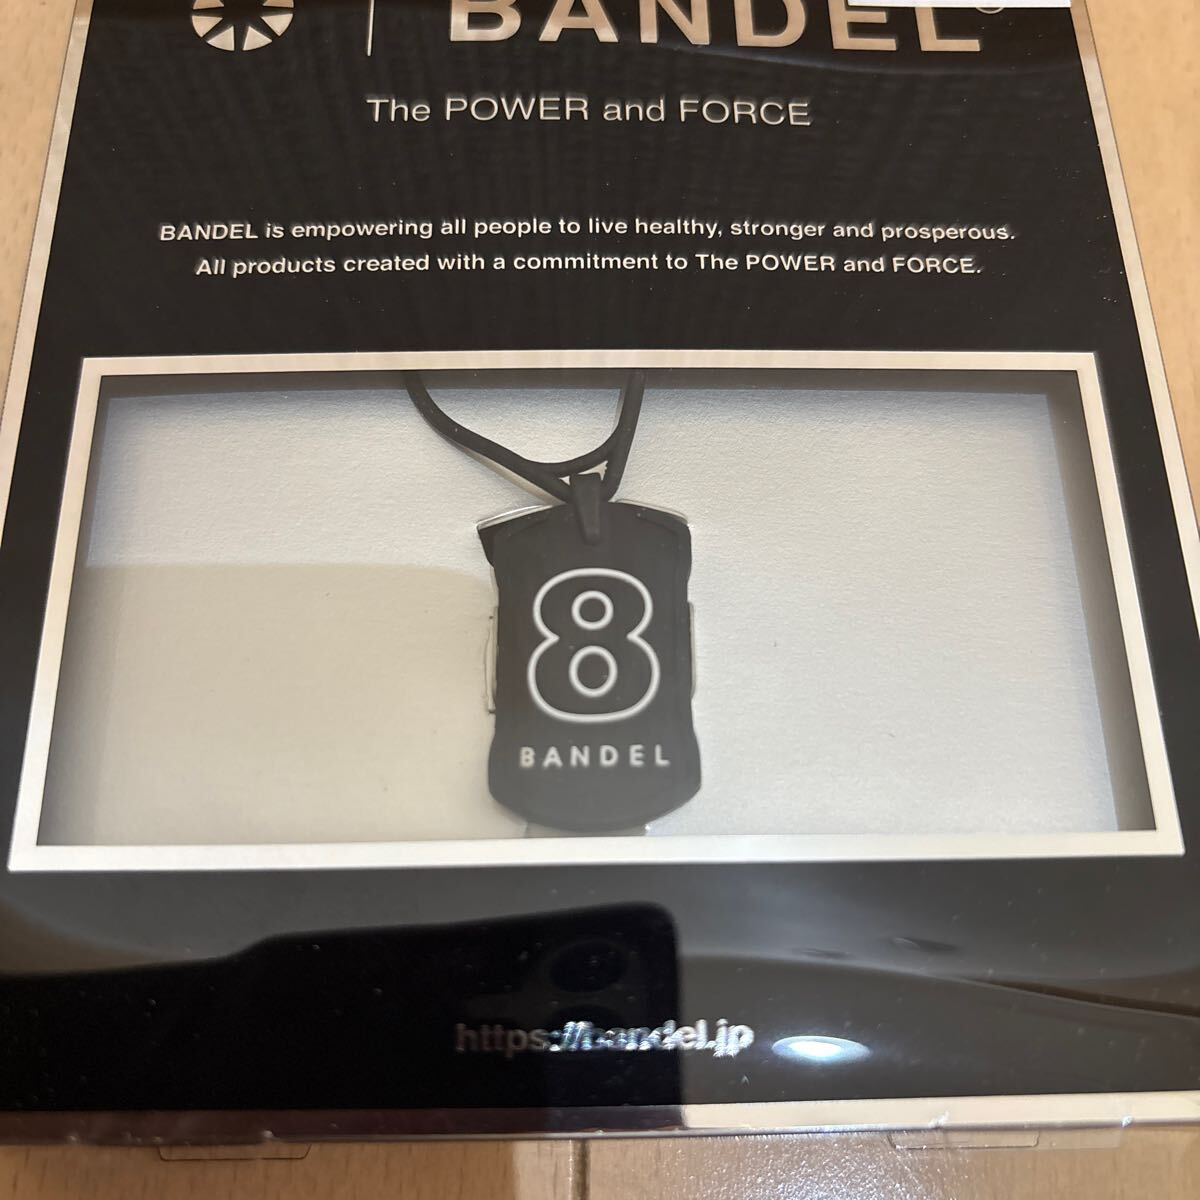 BANDEL®
The POWER and FORCE
BANDEL is empowering all people to live healthy, stronger and prosperous.
All products created with a commitment to The POWER and FORCE.
8
BANDEL
https://bandel.jp